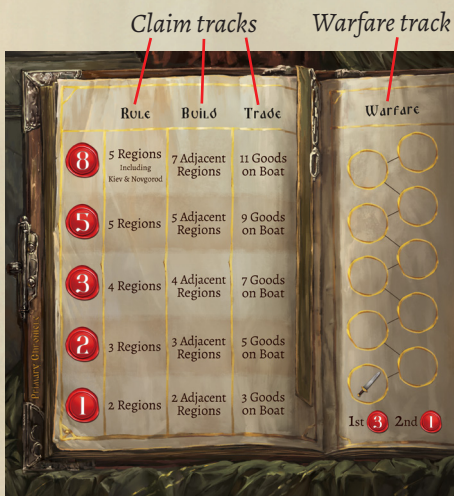 Claim tracks
Warfare track
Rule Build Trade
Warfare
8 5 Regions 7 Adjacent 11 Goods
Including Regions on Boat
Kiev & Novgorod
5 5 Regions 5 Adjacent 9 Goods
Regions on Boat
3 4 Regions 4 Adjacent 7 Goods
Regions on Boat
2 3 Regions 3 Adjacent 5 Goods
Regions on Boat
1 2 Regions 2 Adjacent 3 Goods
Regions on Boat
Primary Chronicle
1st 3 2nd 1